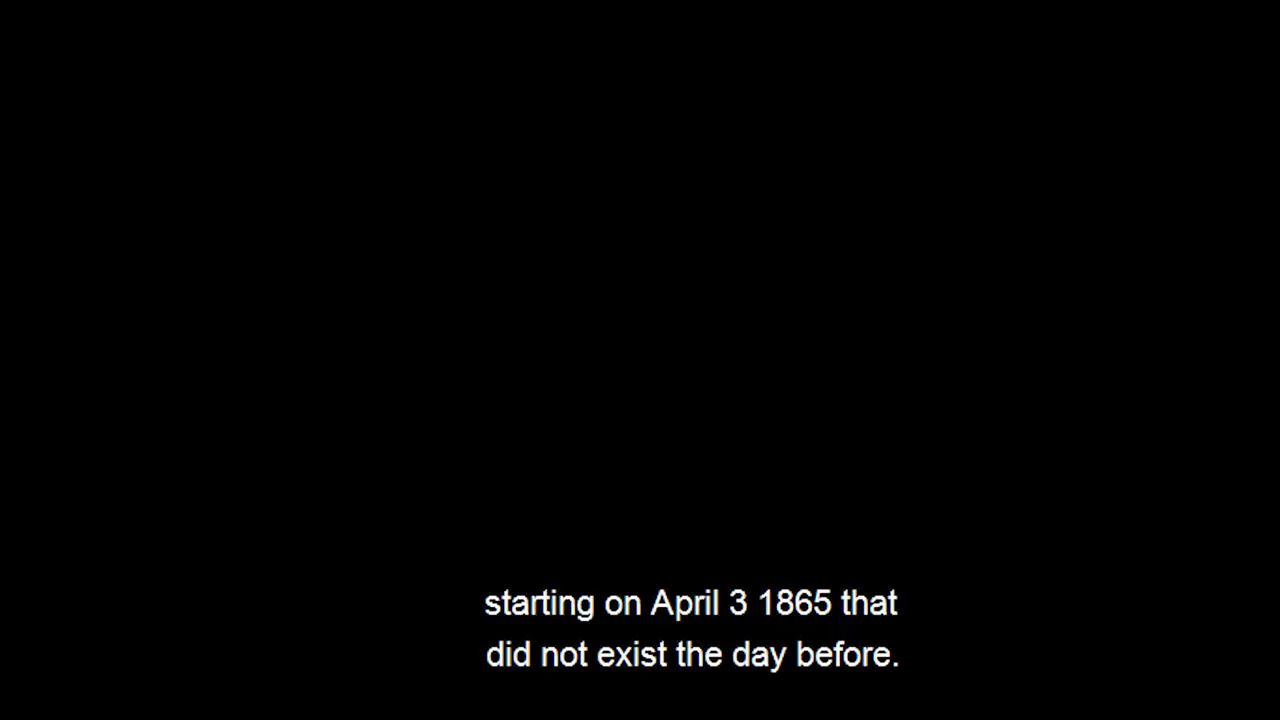 starting on April 3 1865 that
did not exist the day before.